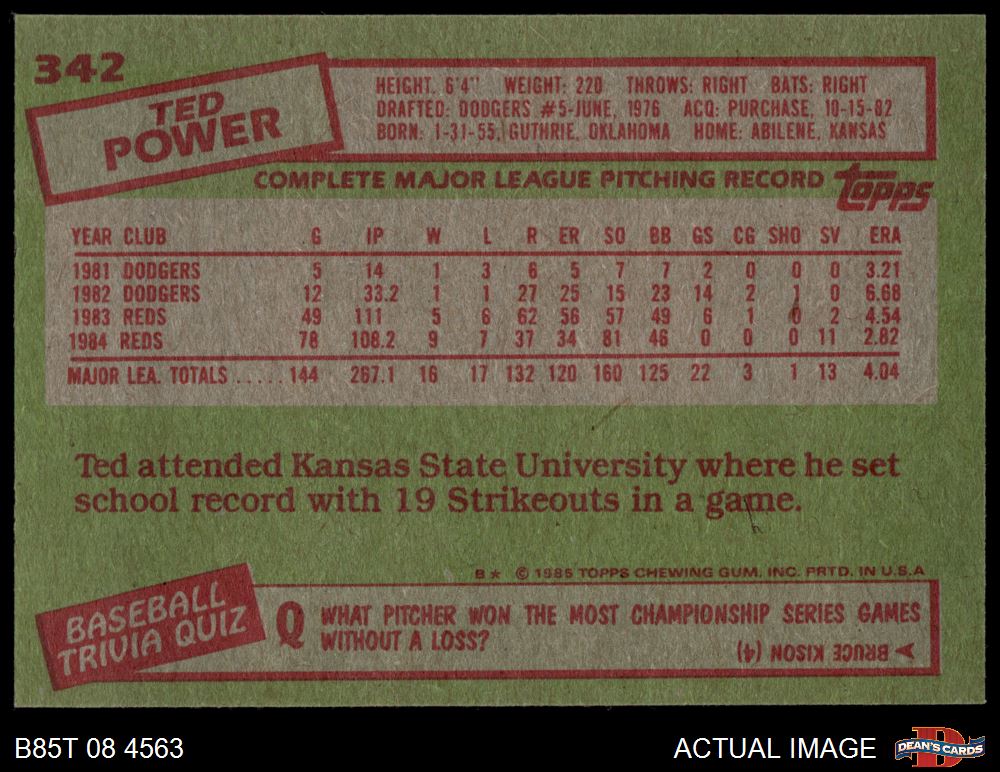 342
TED
POWER
HEIGHT. 6'4" WEIGHT: 220 THROWS: RIGHT BATS: RIGHT
DRAFTED: DODGERS #5-JUNE, 1976 ACQ: PURCHASE, 10-15-82
BORN: 1-31-55, GUTHRIE, OKLAHOMA HOME: ABILENE, KANSAS
COMPLETE MAJOR LEAGUE PITCHING RECORD topps
YEAR CLUB G IP W L R ER SO BB GS CG SHO SV ERA
1981 DODGERS 5 14 1 3 6 5 7 7 2 0 0 0 3.21
1982 DODGERS 12 33.2 1 1 27 25 15 23 14 2 1 0 6.68
1983 REDS 49 111 5 6 62 56 57 49 6 1 0 2 4.54
1984 REDS 78 108.2 9 7 37 34 81 46 0 0 0 11 2.82
MAJOR LEA. TOTALS ..... 144 267.1 16 17 132 120 160 125 22 3 1 13 4.04
Ted attended Kansas State University where he set
school record with 19 Strikeouts in a game.
B* © 1985 TOPPS CHEWING GUM, INC. PRTD. IN U.S.A
BASEBALL
TRIVIA QUIZ
Q WHAT PITCHER WON THE MOST CHAMPIONSHIP SERIES GAMES
WITHOUT A LOSS?
BRUCE KISON (4)
B85T 08 4563
ACTUAL IMAGE
D
DEAN'S CARDS